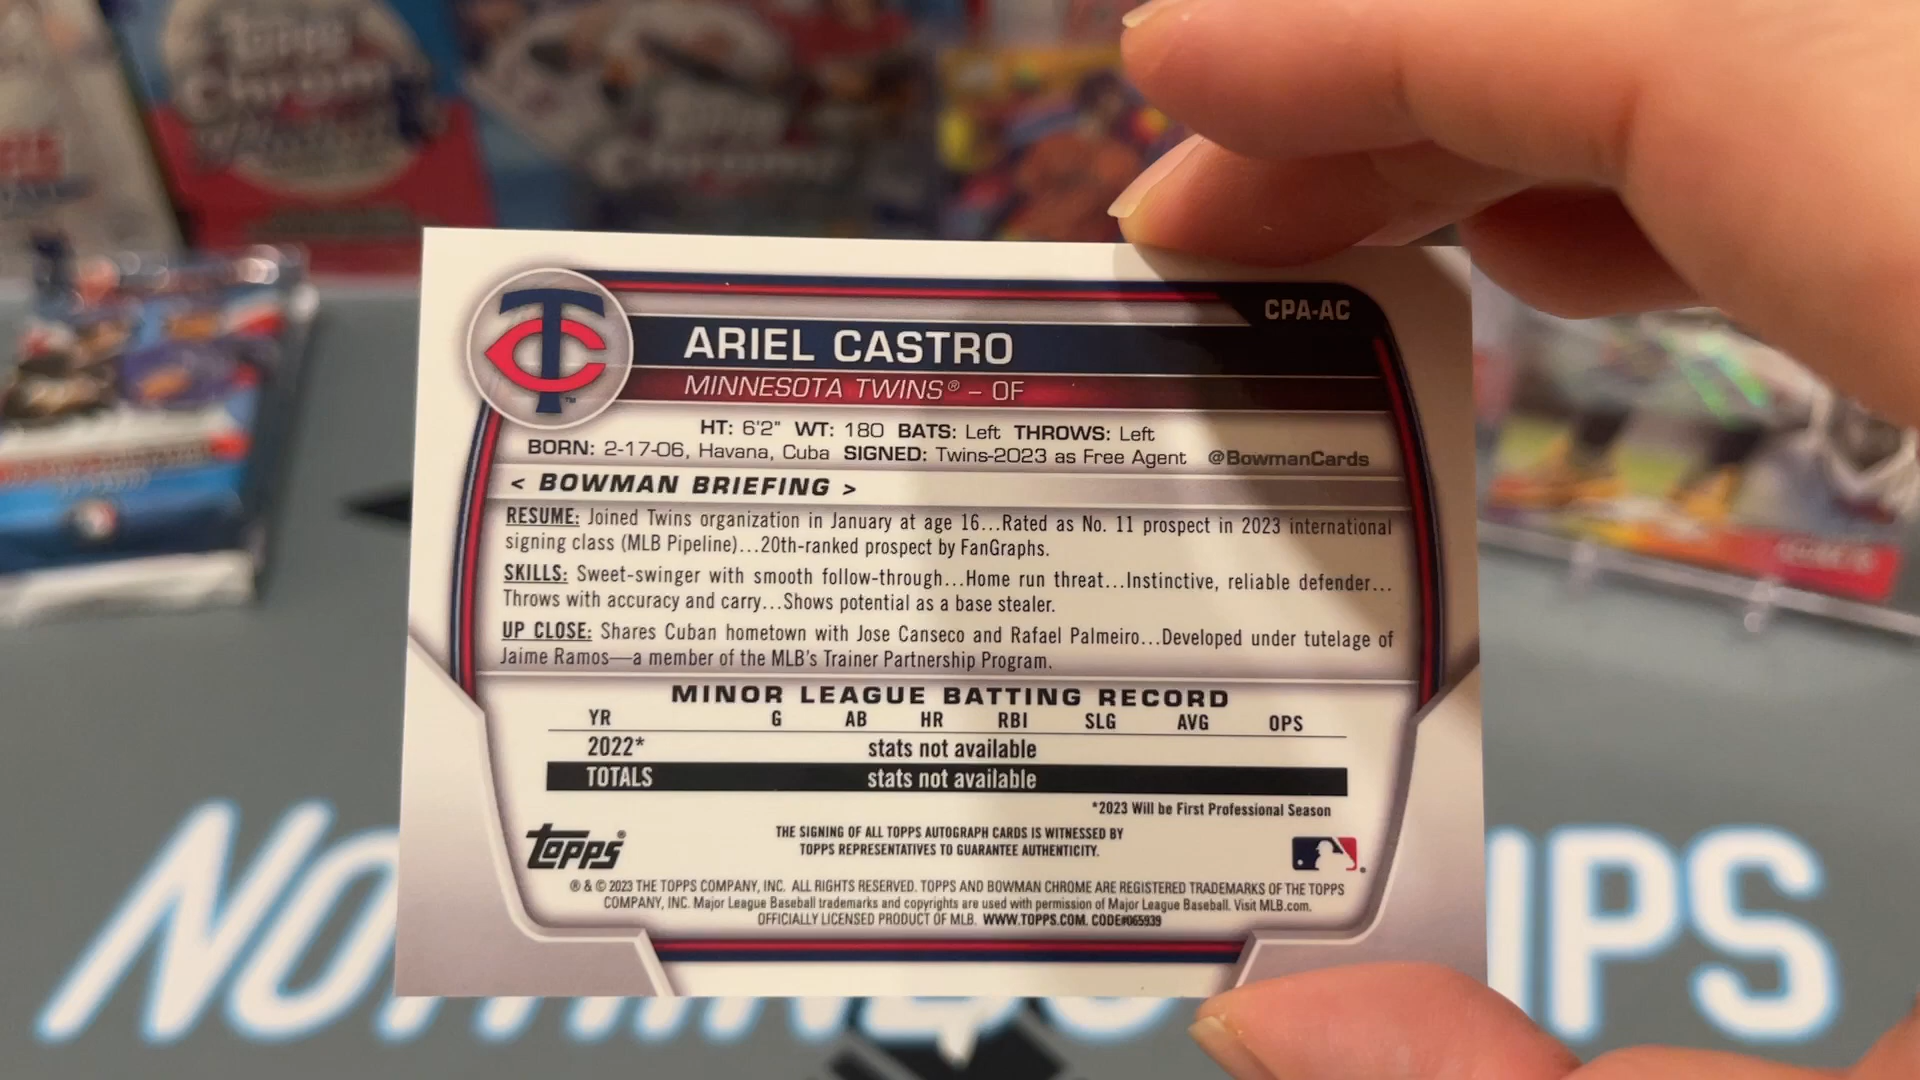 Topps
Chrome
Topps
Chrome
CPA-AC
TC
TM
ARIEL CASTRO
MINNESOTA TWINS® – OF
HT: 6'2" WT: 180 BATS: Left THROWS: Left
BORN: 2-17-06, Havana, Cuba SIGNED: Twins-2023 as Free Agent @BowmanCards
< BOWMAN BRIEFING >
RESUME: Joined Twins organization in January at age 16...Rated as No. 11 prospect in 2023 international
signing class (MLB Pipeline)...20th-ranked prospect by FanGraphs.
SKILLS: Sweet-swinger with smooth follow-through...Home run threat...Instinctive, reliable defender...
Throws with accuracy and carry...Shows potential as a base stealer.
UP CLOSE: Shares Cuban hometown with Jose Canseco and Rafael Palmeiro...Developed under tutelage of
Jaime Ramos—a member of the MLB's Trainer Partnership Program.
MINOR LEAGUE BATTING RECORD
YR G AB HR RBI SLG AVG OPS
2022* stats not available
TOTALS stats not available
*2023 Will be First Professional Season
topps®
THE SIGNING OF ALL TOPPS AUTOGRAPH CARDS IS WITNESSED BY
TOPPS REPRESENTATIVES TO GUARANTEE AUTHENTICITY.
® & © 2023 THE TOPPS COMPANY, INC. ALL RIGHTS RESERVED. TOPPS AND BOWMAN CHROME ARE REGISTERED TRADEMARKS OF THE TOPPS
COMPANY, INC. Major League Baseball trademarks and copyrights are used with permission of Major League Baseball. Visit MLB.com.
OFFICIALLY LICENSED PRODUCT OF MLB. WWW.TOPPS.COM. CODE#065939